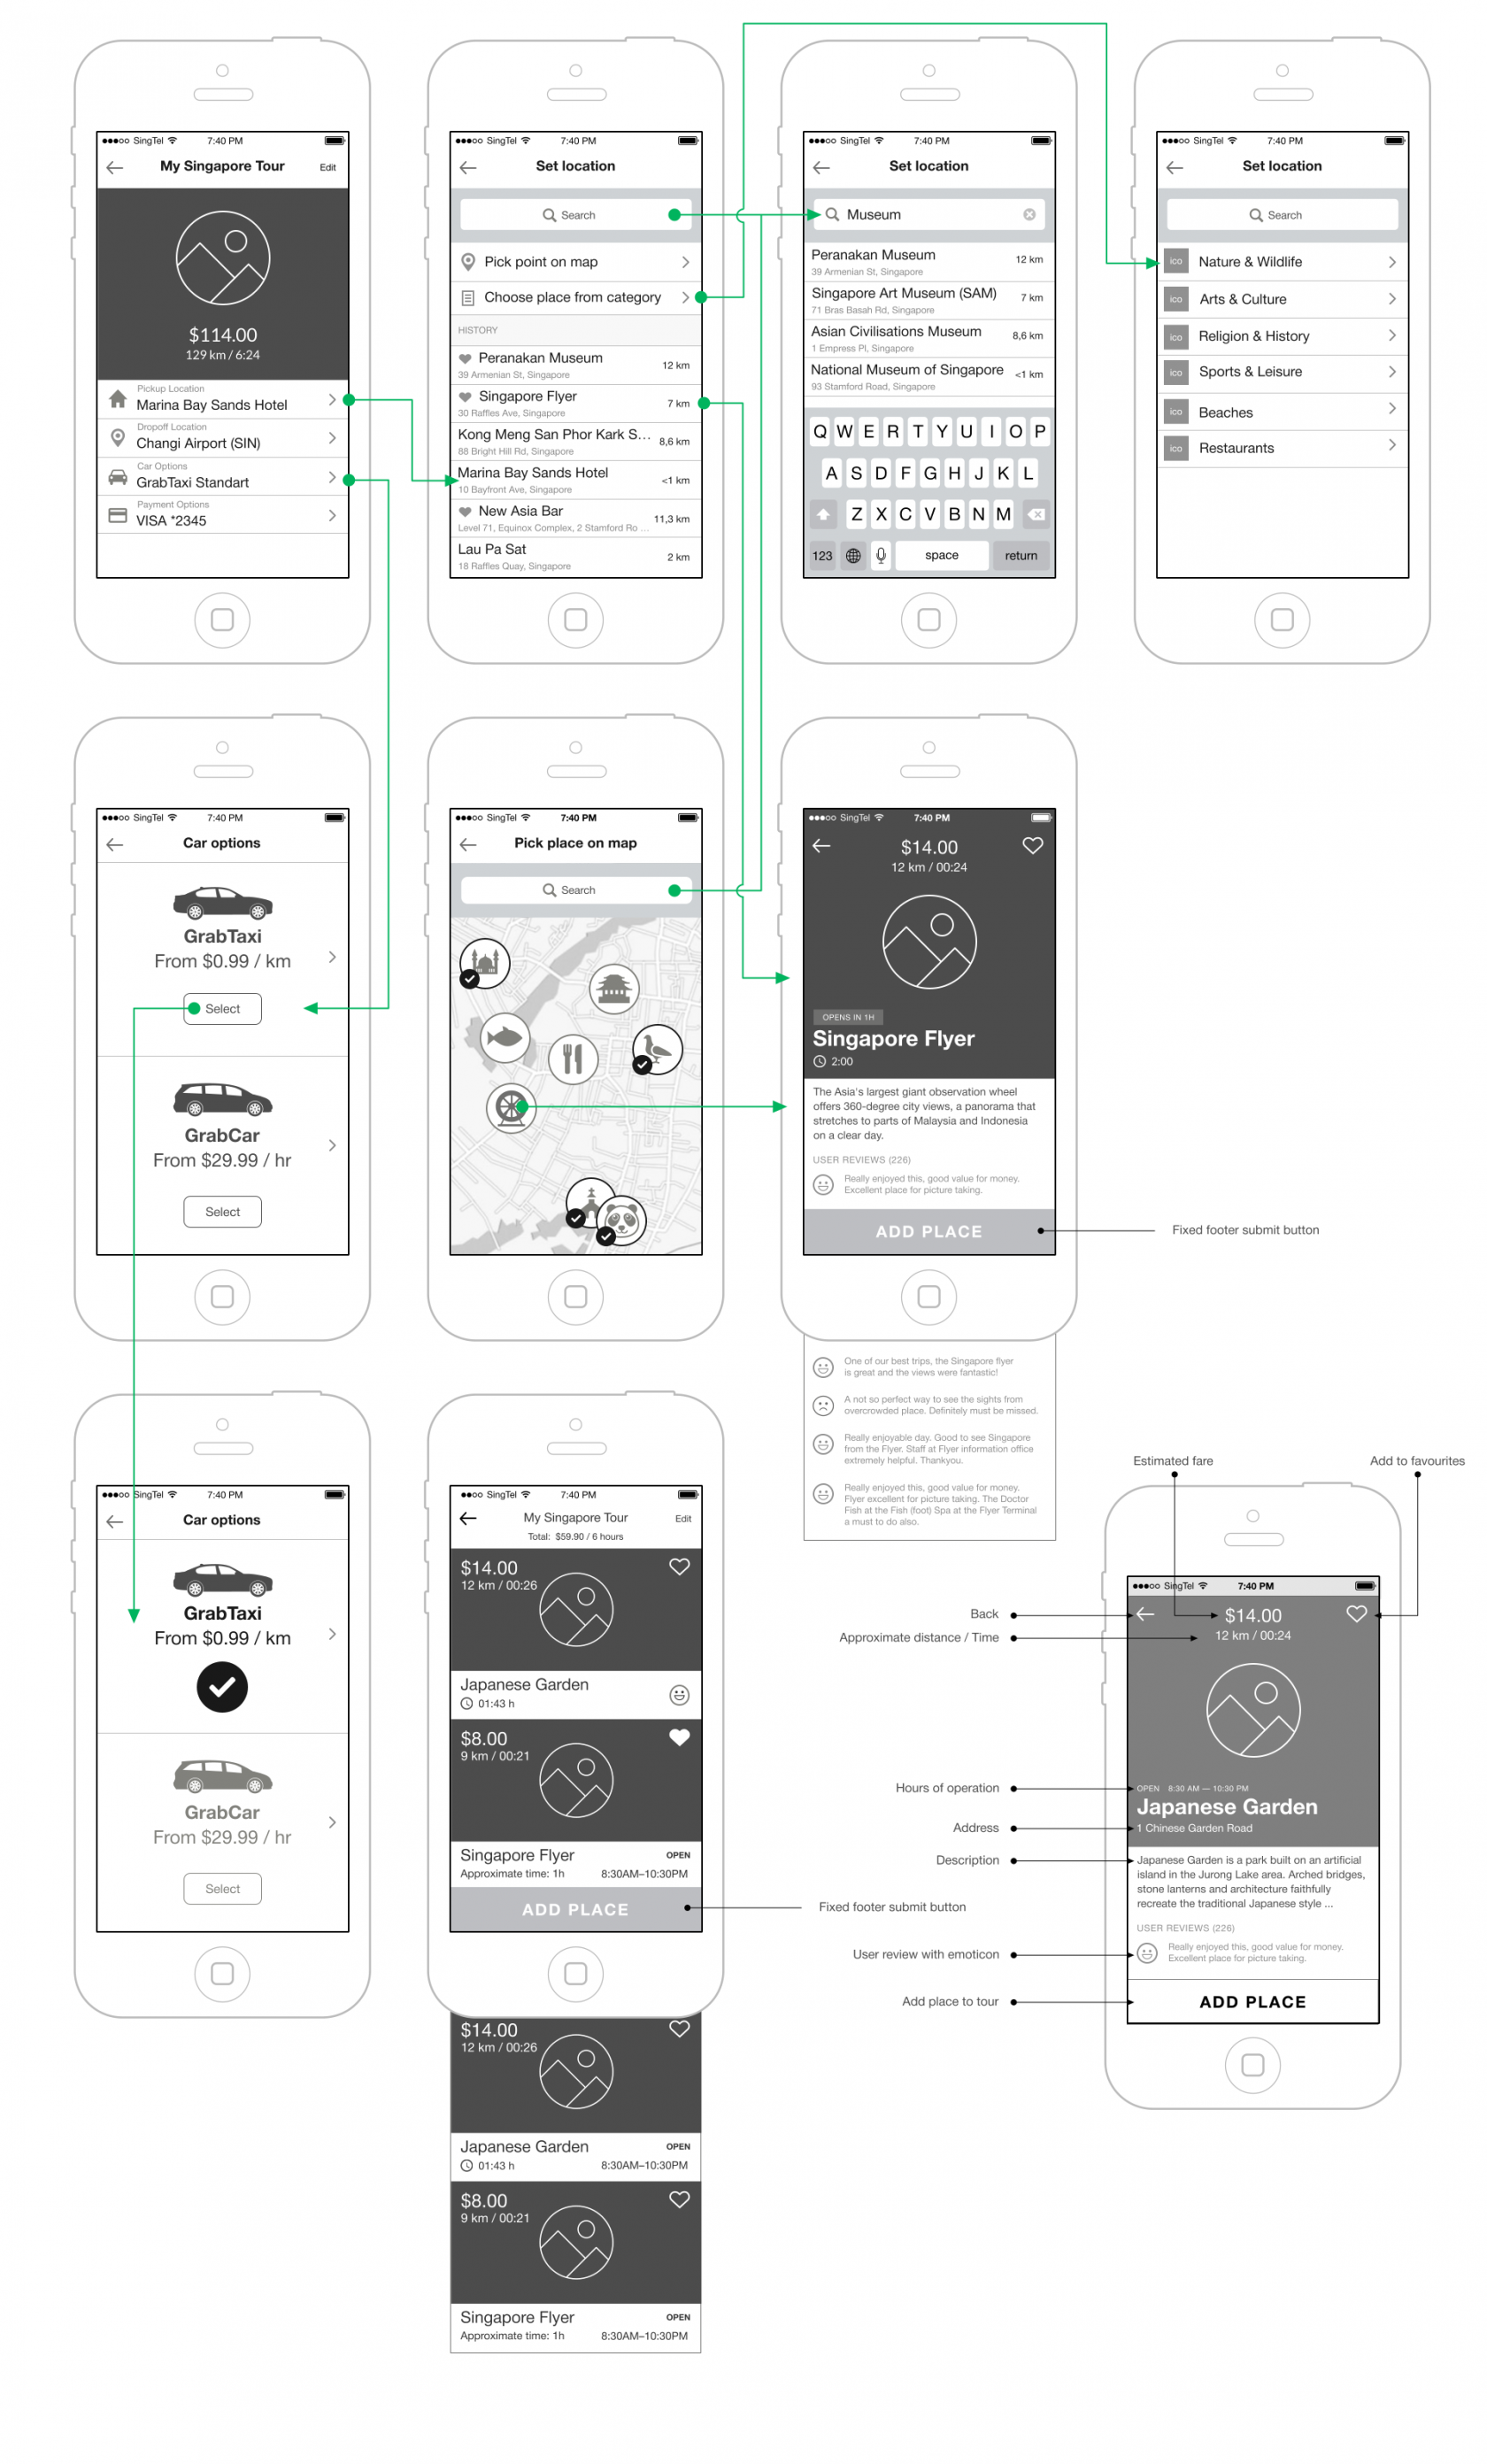 SingTel 7:40 PM
My Singapore Tour Edit
$114.00
129 km / 6:24
Pickup Location
Marina Bay Sands Hotel
Dropoff Location
Changi Airport (SIN)
Car Options
GrabTaxi Standart
Payment Options
VISA *2345
SingTel 7:40 PM
Set location
Search
Pick point on map
Choose place from category
HISTORY
Peranakan Museum
39 Armenian St, Singapore
12 km
Singapore Flyer
30 Raffles Ave, Singapore
7 km
Kong Meng San Phor Kark S...
88 Bright Hill Rd, Singapore
8,6 km
Marina Bay Sands Hotel
10 Bayfront Ave, Singapore
<1 km
New Asia Bar
Level 71, Equinox Complex, 2 Stamford Ro ...
11,3 km
Lau Pa Sat
18 Raffles Quay, Singapore
2 km
SingTel 7:40 PM
Set location
Museum
Peranakan Museum
39 Armenian St, Singapore
12 km
Singapore Art Museum (SAM)
71 Bras Basah Rd, Singapore
7 km
Asian Civilisations Museum
1 Empress Pl, Singapore
8,6 km
National Museum of Singapore
93 Stamford Road, Singapore
<1 km
Q W E R T Y U I O P
A S D F G H J K L
Z X C V B N M
123 space return
SingTel 7:40 PM
Set location
Search
ico Nature & Wildlife
ico Arts & Culture
ico Religion & History
ico Sports & Leisure
ico Beaches
ico Restaurants
SingTel 7:40 PM
Car options
GrabTaxi
From $0.99 / km
Select
GrabCar
From $29.99 / hr
Select
SingTel 7:40 PM
Pick place on map
Search
SingTel 7:40 PM
$14.00
12 km / 00:24
OPENS IN 1H
Singapore Flyer
2:00
The Asia's largest giant observation wheel
offers 360-degree city views, a panorama that
stretches to parts of Malaysia and Indonesia
on a clear day.
USER REVIEWS (226)
Really enjoyed this, good value for money.
Excellent place for picture taking.
ADD PLACE
Fixed footer submit button
One of our best trips, the Singapore flyer
is great and the views were fantastic!
A not so perfect way to see the sights from
overcrowded place. Definitely must be missed.
Really enjoyable day. Good to see Singapore
from the Flyer. Staff at Flyer information office
extremely helpful. Thankyou.
Really enjoyed this, good value for money.
Flyer excellent for picture taking. The Doctor
Fish at the Fish (foot) Spa at the Flyer Terminal
a must to do also.
SingTel 7:40 PM
Car options
GrabTaxi
From $0.99 / km
GrabCar
From $29.99 / hr
Select
SingTel 7:40 PM
My Singapore Tour Edit
Total: $59.90 / 6 hours
$14.00
12 km / 00:26
Japanese Garden
01:43 h
$8.00
9 km / 00:21
Singapore Flyer OPEN
Approximate time: 1h 8:30AM–10:30PM
ADD PLACE
Fixed footer submit button
$14.00
12 km / 00:26
Japanese Garden OPEN
01:43 h 8:30AM–10:30PM
$8.00
9 km / 00:21
Singapore Flyer OPEN
Approximate time: 1h 8:30AM–10:30PM
Estimated fare
Add to favourites
SingTel 7:40 PM
Back
$14.00
Approximate distance / Time
12 km / 00:24
Hours of operation
OPEN 8:30 AM — 10:30 PM
Japanese Garden
Address
1 Chinese Garden Road
Description
Japanese Garden is a park built on an artificial
island in the Jurong Lake area. Arched bridges,
stone lanterns and architecture faithfully
recreate the traditional Japanese style ...
USER REVIEWS (226)
User review with emoticon
Really enjoyed this, good value for money.
Excellent place for picture taking.
Add place to tour
ADD PLACE